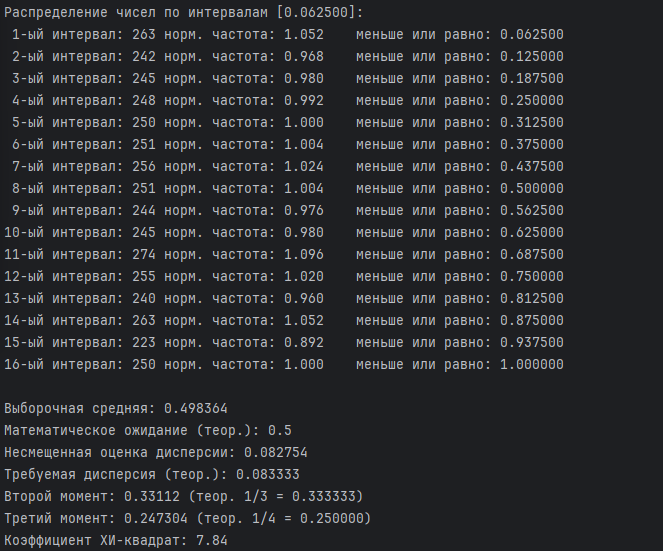 Распределение чисел по интервалам [0.062500]:
1-ый интервал: 263 норм. частота: 1.052 меньше или равно: 0.062500
2-ый интервал: 242 норм. частота: 0.968 меньше или равно: 0.125000
3-ый интервал: 245 норм. частота: 0.980 меньше или равно: 0.187500
4-ый интервал: 248 норм. частота: 0.992 меньше или равно: 0.250000
5-ый интервал: 250 норм. частота: 1.000 меньше или равно: 0.312500
6-ый интервал: 251 норм. частота: 1.004 меньше или равно: 0.375000
7-ый интервал: 256 норм. частота: 1.024 меньше или равно: 0.437500
8-ый интервал: 251 норм. частота: 1.004 меньше или равно: 0.500000
9-ый интервал: 244 норм. частота: 0.976 меньше или равно: 0.562500
10-ый интервал: 245 норм. частота: 0.980 меньше или равно: 0.625000
11-ый интервал: 274 норм. частота: 1.096 меньше или равно: 0.687500
12-ый интервал: 255 норм. частота: 1.020 меньше или равно: 0.750000
13-ый интервал: 240 норм. частота: 0.960 меньше или равно: 0.812500
14-ый интервал: 263 норм. частота: 1.052 меньше или равно: 0.875000
15-ый интервал: 223 норм. частота: 0.892 меньше или равно: 0.937500
16-ый интервал: 250 норм. частота: 1.000 меньше или равно: 1.000000
Выборочная средняя: 0.498364
Математическое ожидание (теор.): 0.5
Несмещенная оценка дисперсии: 0.082754
Требуемая дисперсия (теор.): 0.083333
Второй момент: 0.33112 (теор. 1/3 = 0.333333)
Третий момент: 0.247304 (теор. 1/4 = 0.250000)
Коэффициент ХИ-квадрат: 7.84